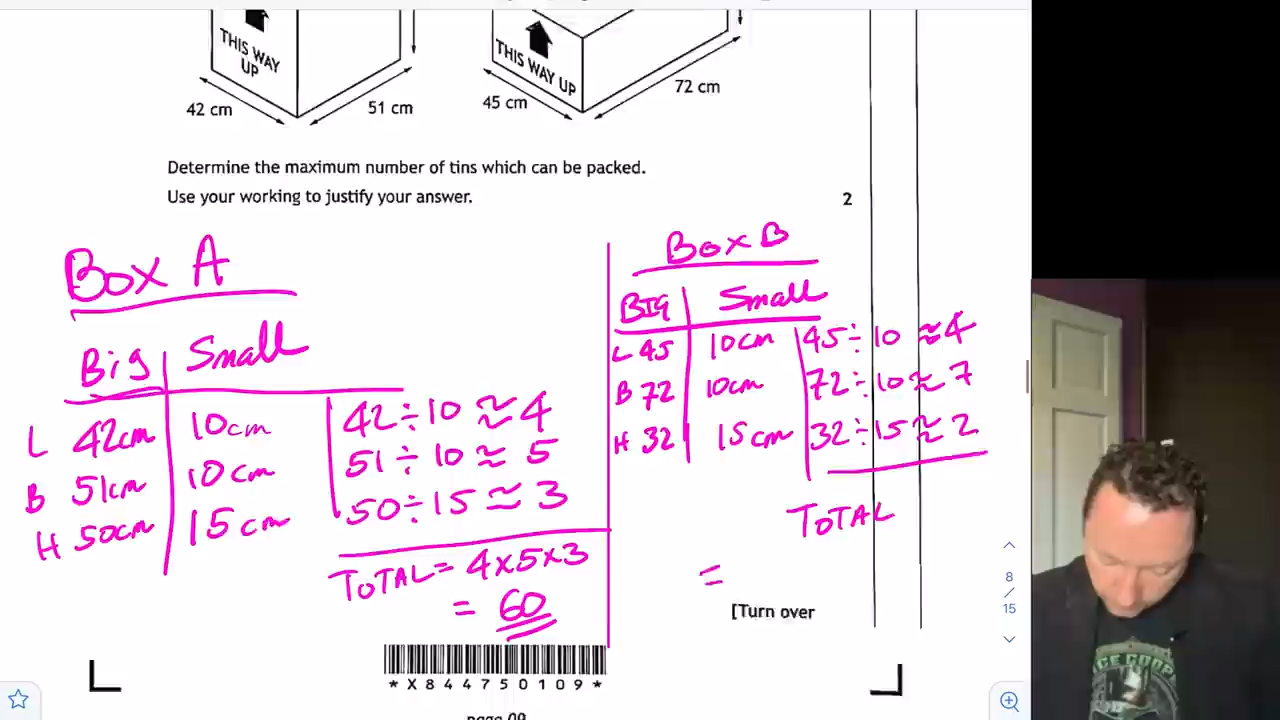 THIS WAY
UP
THIS WAY UP
42 cm
51 cm
45 cm
72 cm
Determine the maximum number of tins which can be packed.
Use your working to justify your answer.
2
Box A
Big Small
L 42cm 10cm 42÷10 ≈ 4
B 51cm 10cm 51÷10 ≈ 5
H 50cm 15cm 50÷15 ≈ 3
TOTAL= 4×5×3
= 60
Box B
BIG Small
L 45 10cm 45÷10 ≈ 4
B 72 10cm 72÷10 ≈ 7
H 32 15cm 32÷15 ≈ 2
TOTAL
=
[Turn over
*X844750109*
page 09
8
/
15